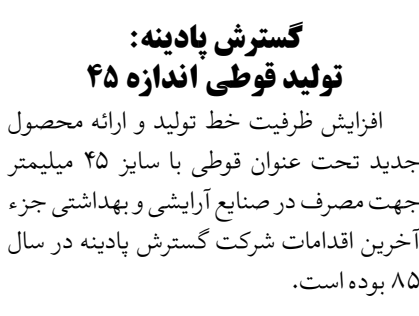 گسترش پادینه:
تولید قوطی اندازه ۴۵
افزایش ظرفیت خط تولید و ارائه محصول
جدید تحت عنوان قوطی با سایز ۴۵ میلیمتر
جهت مصرف در صنایع آرایشی و بهداشتی جزء
آخرین اقدامات شرکت گسترش پادینه در سال
۸۵ بوده است.